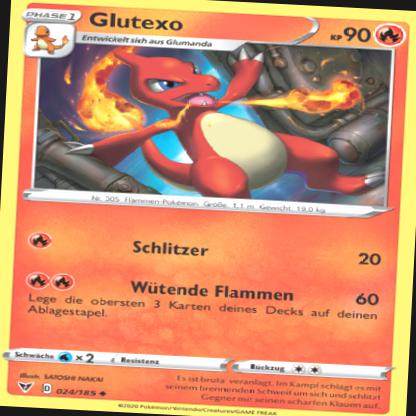 PHASE 1
Glutexo
KP 90
Entwickelt sich aus Glumanda
Nr. 005 Flammen-Pokémon Größe: 1,1 m Gewicht: 19,0 kg
Schlitzer 20
Wütende Flammen 60
Lege die obersten 3 Karten deines Decks auf deinen
Ablagestapel.
Schwäche ×2 Resistenz Rückzug
Illustr. SATOSHI NAKAI
D 024/185
Es ist brutal veranlagt. Im Kampf schlägt es mit
seinem brennenden Schweif um sich und schlitzt
Gegner mit seinen scharfen Klauen auf.
©2020 Pokémon/Nintendo/Creatures/GAME FREAK